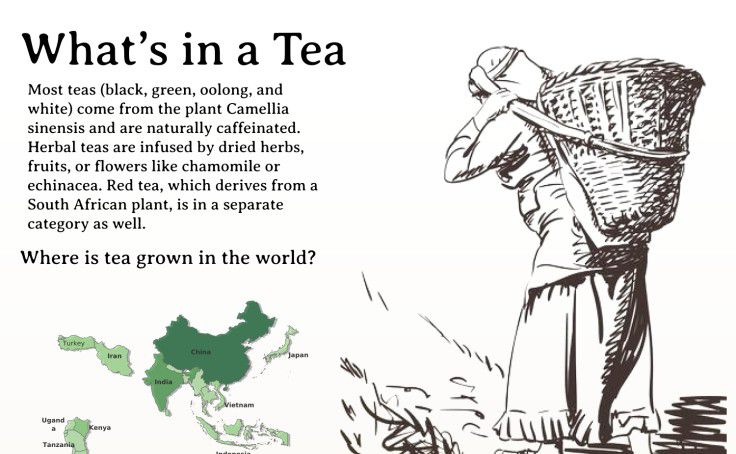 What's in a Tea
Most teas (black, green, oolong, and
white) come from the plant Camellia
sinensis and are naturally caffeinated.
Herbal teas are infused by dried herbs,
fruits, or flowers like chamomile or
echinacea. Red tea, which derives from a
South African plant, is in a separate
category as well.
Where is tea grown in the world?
Turkey
Iran
China
Japan
India
Vietnam
Ugand
a
Kenya
Tanzania
Indonesia